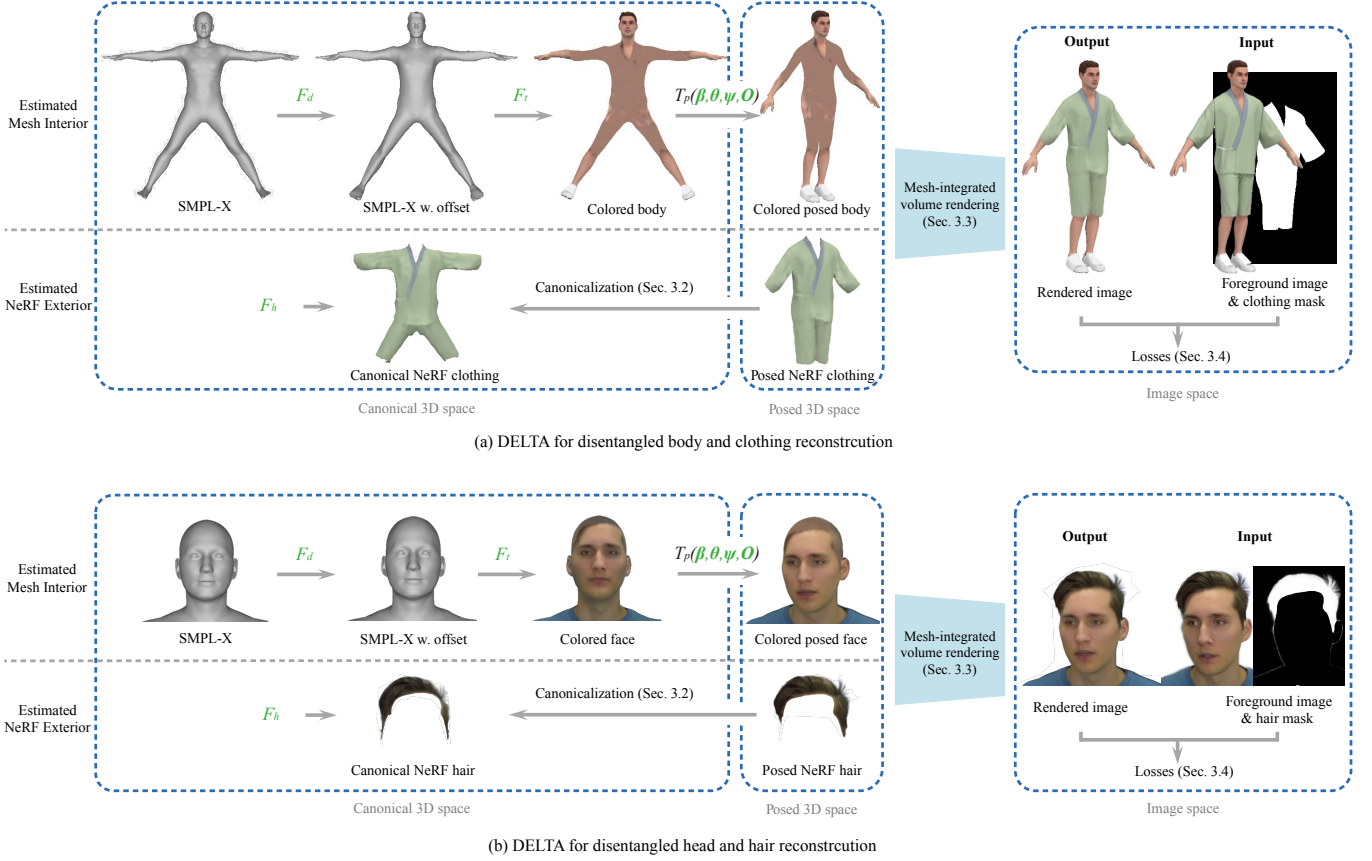 Output
Input
Estimated
Mesh Interior
F_d
F_t
T_p(β,θ,ψ,O)
SMPL-X
SMPL-X w. offset
Colored body
Colored posed body
Mesh-integrated
volume rendering
(Sec. 3.3)
Estimated
NeRF Exterior
F_h
Canonicalization (Sec. 3.2)
Canonical NeRF clothing
Posed NeRF clothing
Rendered image
Foreground image
& clothing mask
Losses (Sec. 3.4)
Canonical 3D space
Posed 3D space
Image space
(a) DELTA for disentangled body and clothing reconstrcution
Output
Input
Estimated
Mesh Interior
F_d
F_t
T_p(β,θ,ψ,O)
SMPL-X
SMPL-X w. offset
Colored face
Colored posed face
Mesh-integrated
volume rendering
(Sec. 3.3)
Estimated
NeRF Exterior
F_h
Canonicalization (Sec. 3.2)
Canonical NeRF hair
Posed NeRF hair
Rendered image
Foreground image
& hair mask
Losses (Sec. 3.4)
Canonical 3D space
Posed 3D space
Image space
(b) DELTA for disentangled head and hair reconstrcution